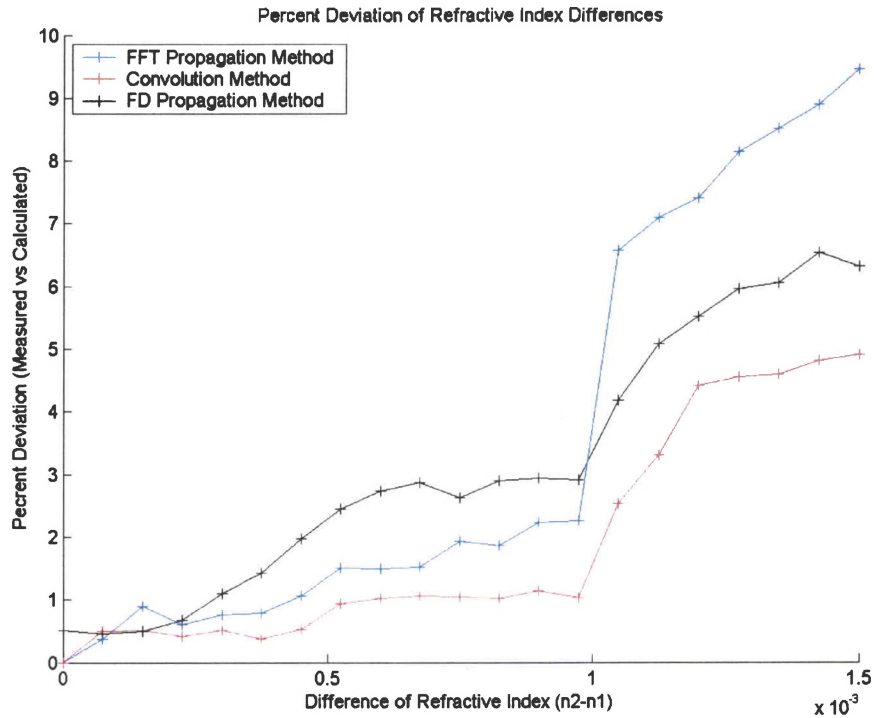 Percent Deviation of Refractive Index Differences
FFT Propagation Method
Convolution Method
FD Propagation Method
Pecrent Deviation (Measured vs Calculated)
10
9
8
7
6
5
4
3
2
1
0
0
0.5
1
1.5
Difference of Refractive Index (n2-n1)
x 10⁻³